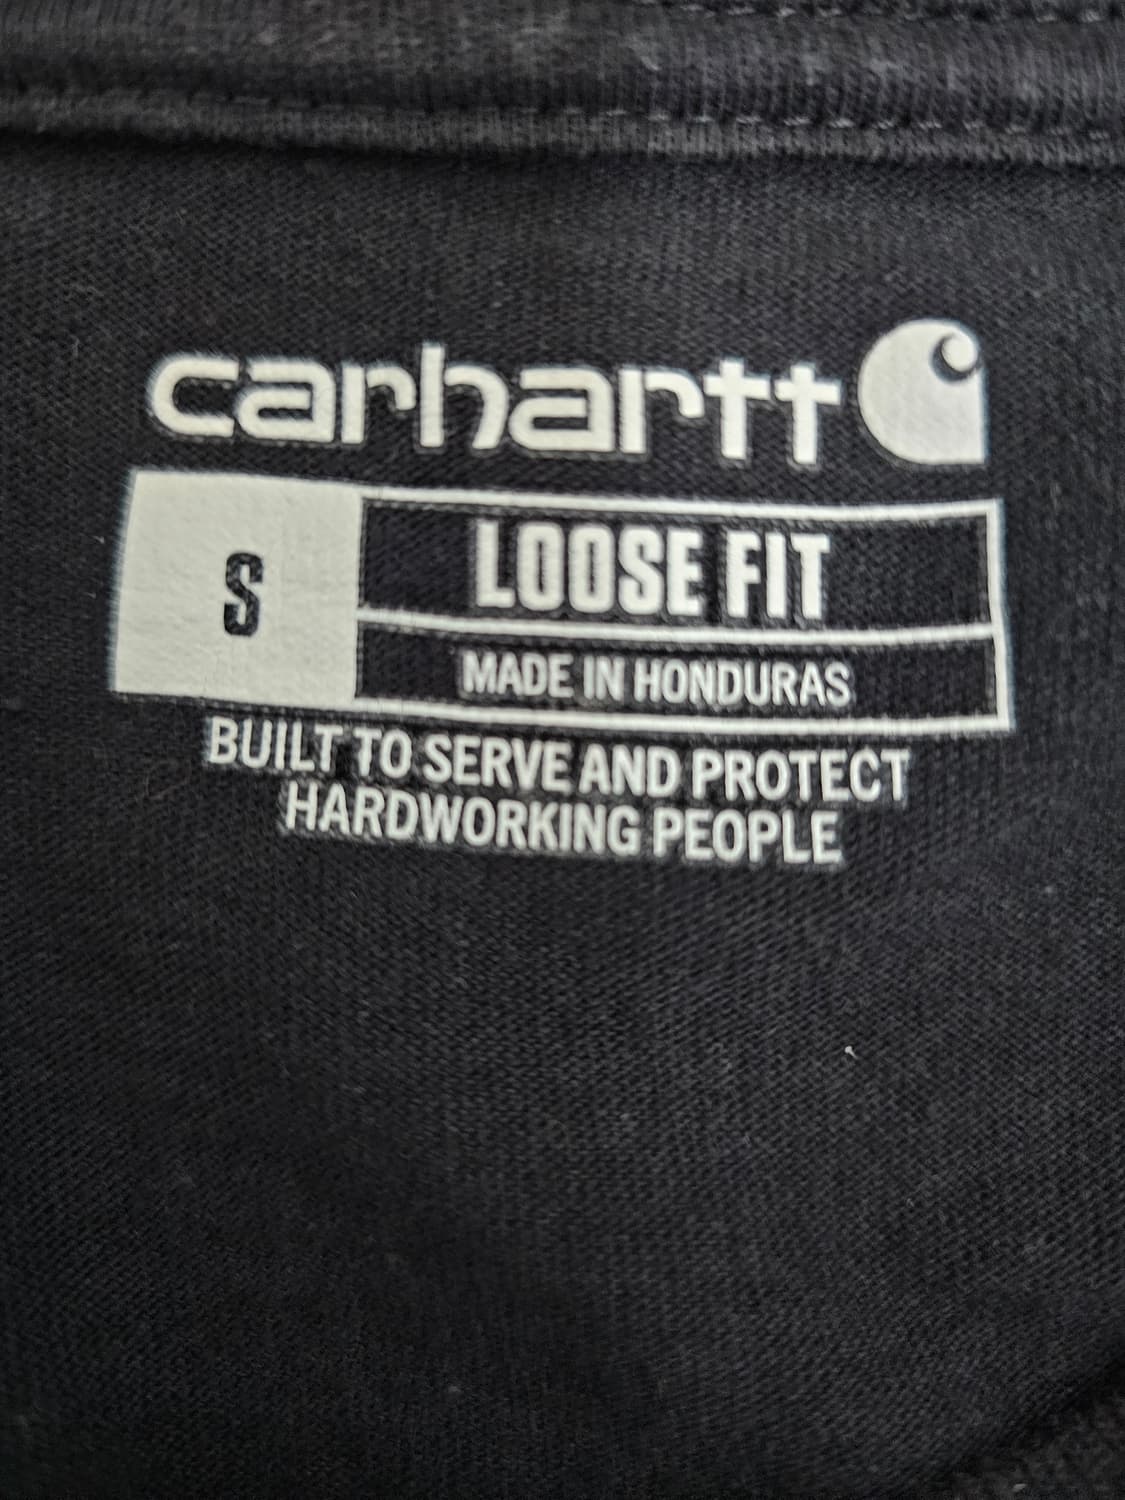 carhartt
S
LOOSE FIT
MADE IN HONDURAS
BUILT TO SERVE AND PROTECT
HARDWORKING PEOPLE